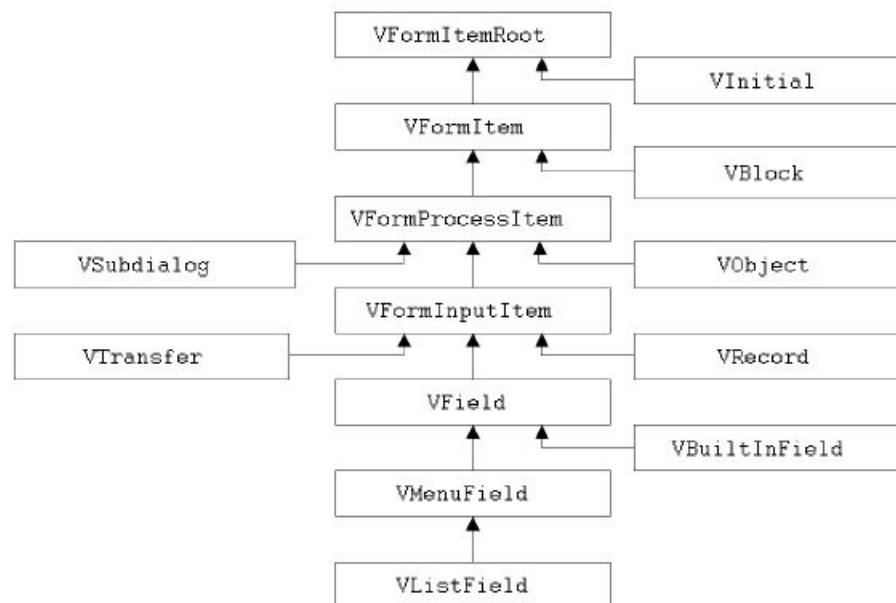 VFormItemRoot
VInitial
VFormItem
VBlock
VFormProcessItem
VSubdialog
VObject
VFormInputItem
VTransfer
VRecord
VField
VBuiltInField
VMenuField
VListField